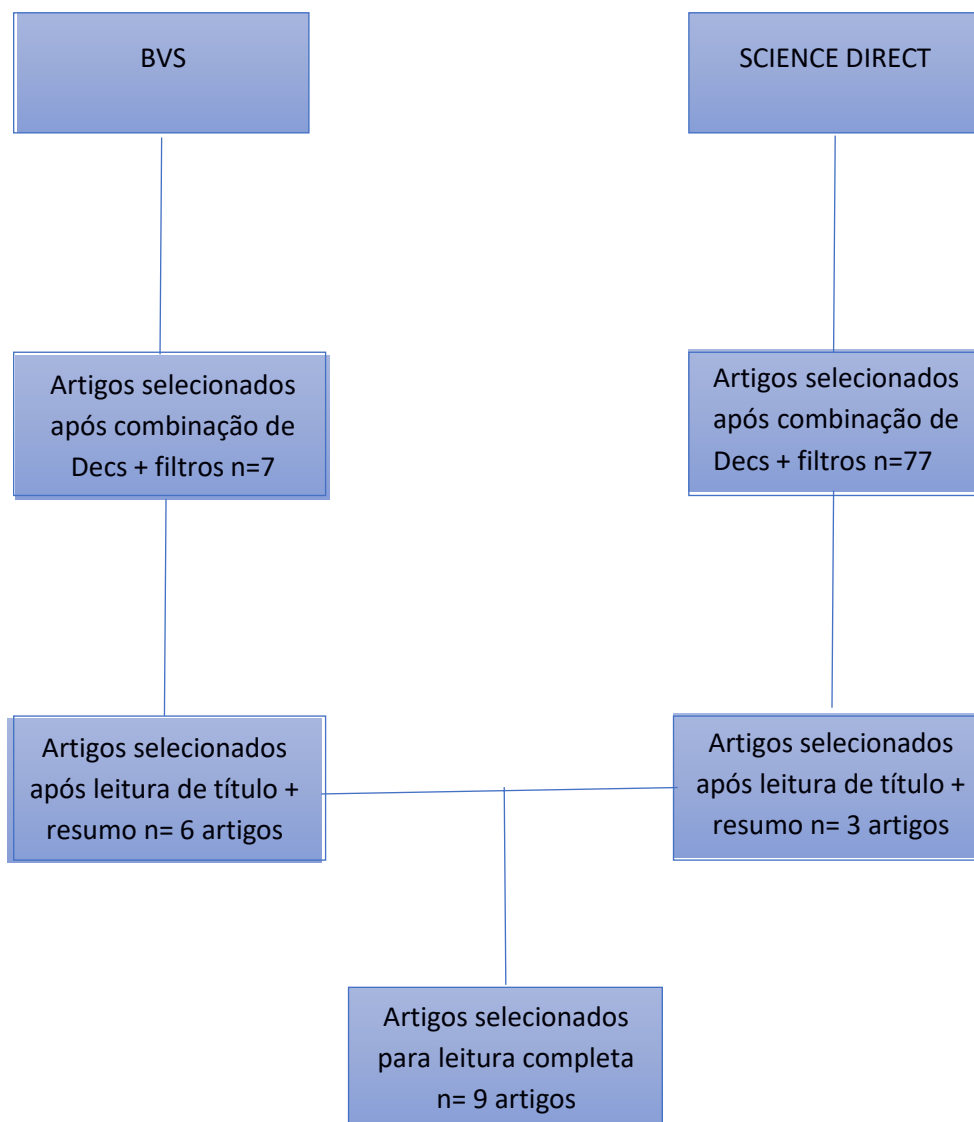 BVS
SCIENCE DIRECT
Artigos selecionados
após combinação de
Decs + filtros n=7
Artigos selecionados
após combinação de
Decs + filtros n=77
Artigos selecionados
após leitura de título +
resumo n= 6 artigos
Artigos selecionados
após leitura de título +
resumo n= 3 artigos
Artigos selecionados
para leitura completa
n= 9 artigos